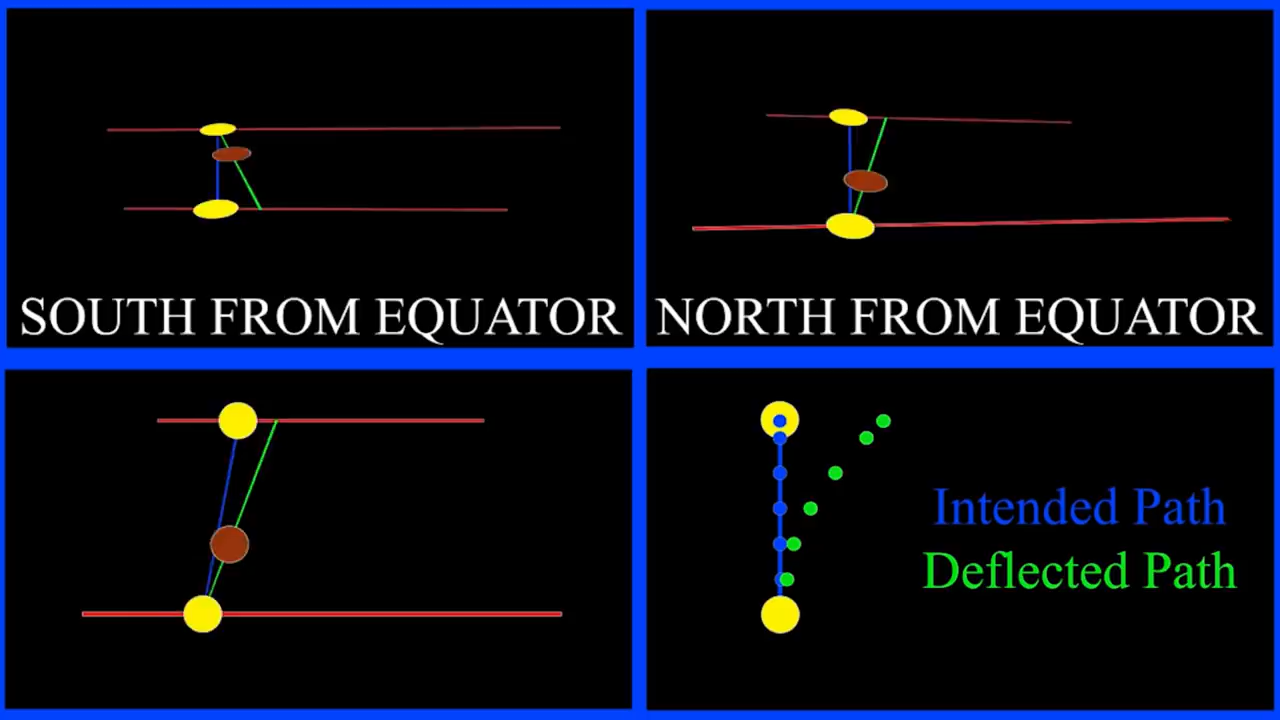 SOUTH FROM EQUATOR
NORTH FROM EQUATOR
Intended Path
Deflected Path